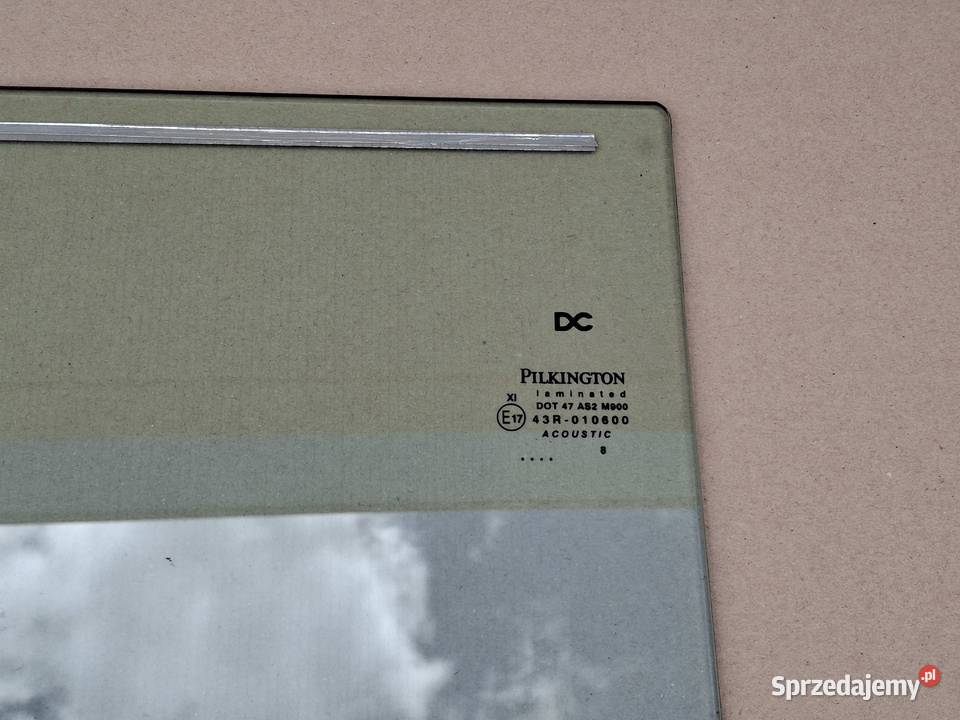 DC
PILKINGTON
laminated
XI
DOT 47 AS2 M900
E17 43R-010600
ACOUSTIC
8
....
Sprzedajemy.pl